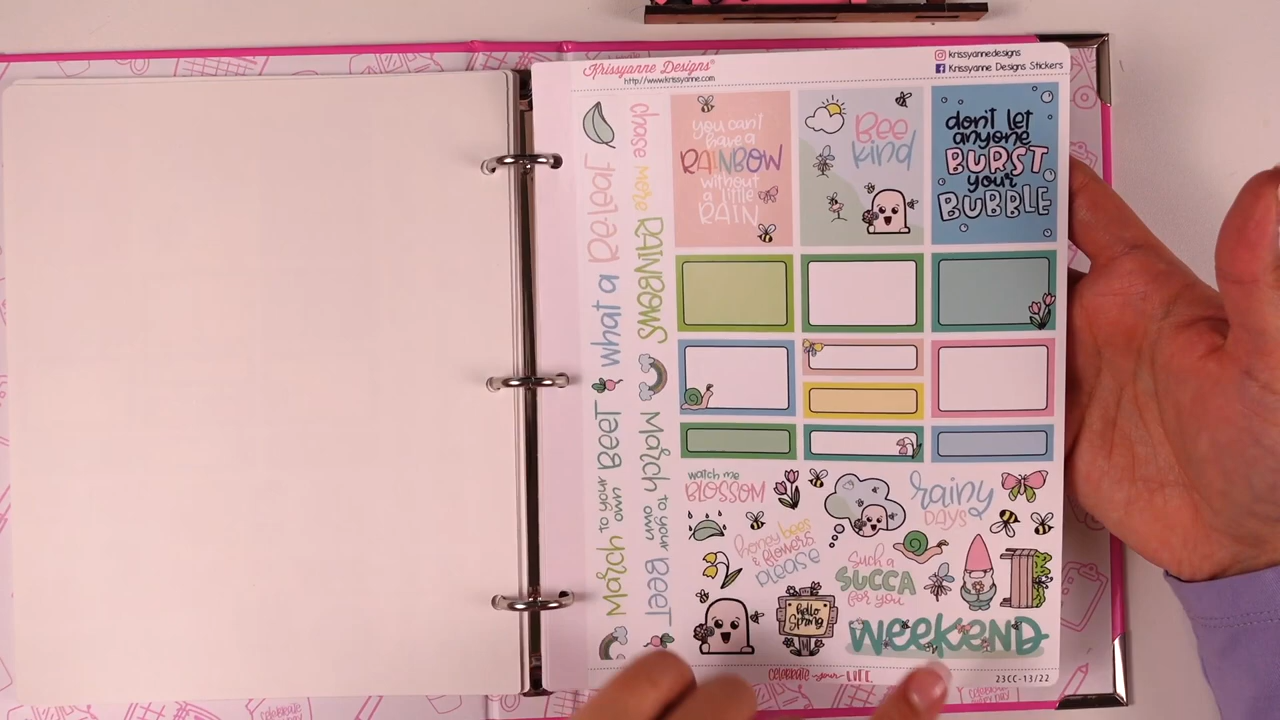 Krissyanne Designs®
http://www.krissyanne.com
krissyannedesigns
Krissyanne Designs Stickers
March to your own BEET what a Re-LeaF
chase more RAINBOWS March to your own BEET
you can't
have a
RAINBOW
without
a little
RAIN
Bee
kind
don't let
anyone
BURST
your
BUBBLE
watch me
BLOSSOM
rainy
DAYS
honey bees
& flowers
PLEASE
Such a
SUCCA
for you
hello
Spring
WEEKEND
CELEBRATE your LIFE
23CC-13/22